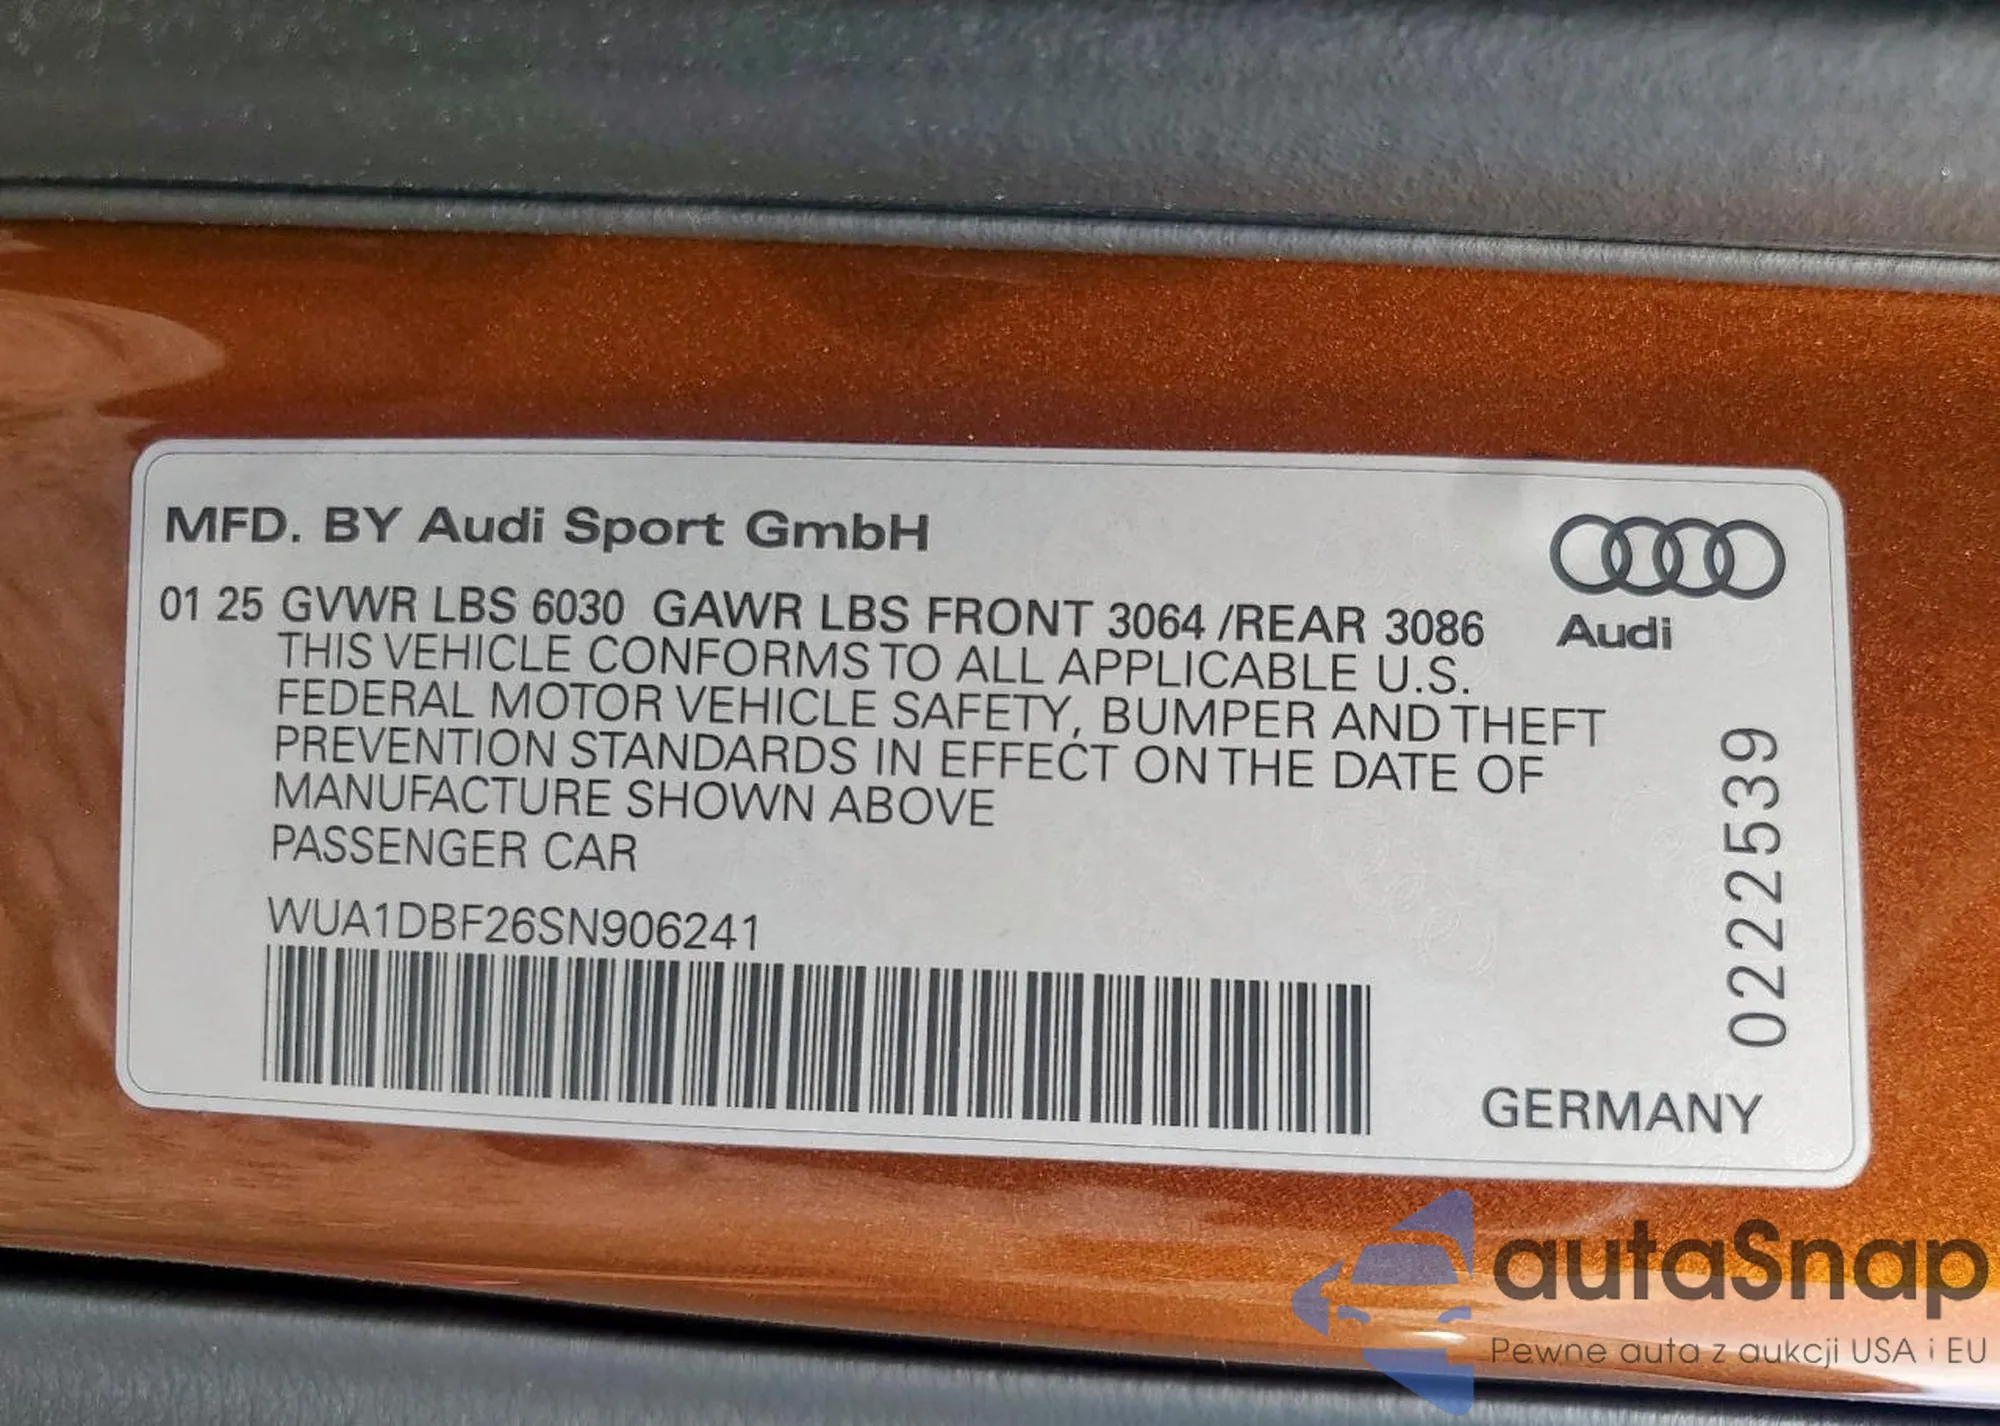 MFD. BY Audi Sport GmbH
01 25 GVWR LBS 6030 GAWR LBS FRONT 3064 /REAR 3086
THIS VEHICLE CONFORMS TO ALL APPLICABLE U.S.
FEDERAL MOTOR VEHICLE SAFETY, BUMPER AND THEFT
PREVENTION STANDARDS IN EFFECT ON THE DATE OF
MANUFACTURE SHOWN ABOVE
PASSENGER CAR
WUA1DBF26SN906241
Audi
0222539
GERMANY
autaSnap
Pewne auta z aukcji USA i EU